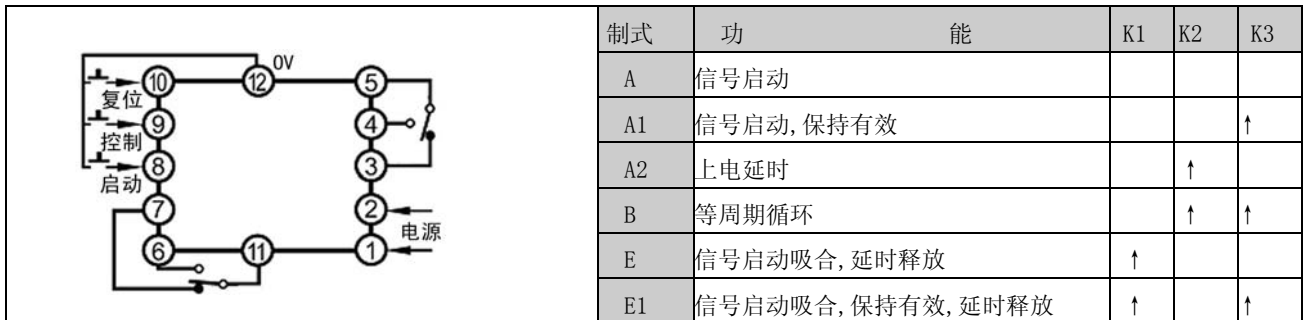 10 12 0V 5
复位
9 4
控制
8 3
启动
7 2
电源
6 11 1
制式 功 能 K1 K2 K3
A 信号启动
A1 信号启动,保持有效 ↑
A2 上电延时 ↑
B 等周期循环 ↑ ↑
E 信号启动吸合,延时释放 ↑
E1 信号启动吸合,保持有效,延时释放 ↑ ↑